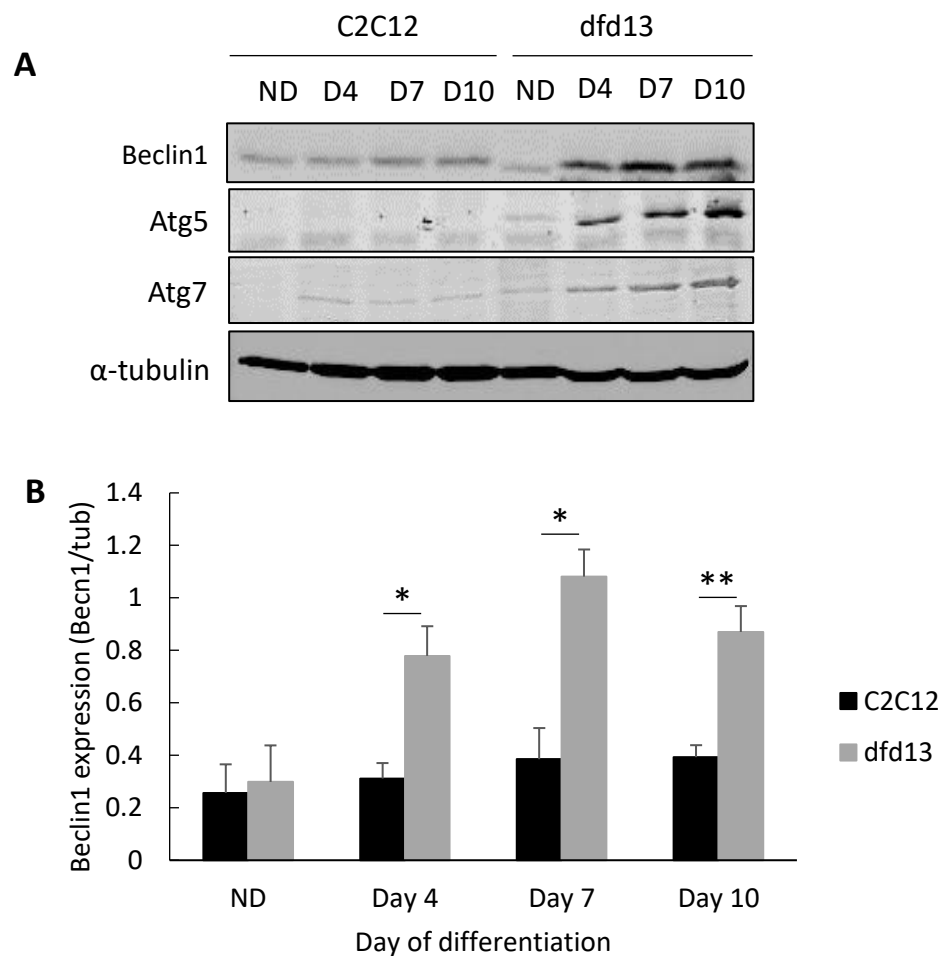 A
C2C12 dfd13
ND D4 D7 D10 ND D4 D7 D10
Beclin1
Atg5
Atg7
α-tubulin
B
Beclin1 expression (Becn1/tub)
1.4
1.2
1
0.8
0.6
0.4
0.2
0
*
*
**
ND Day 4 Day 7 Day 10
Day of differentiation
C2C12
dfd13